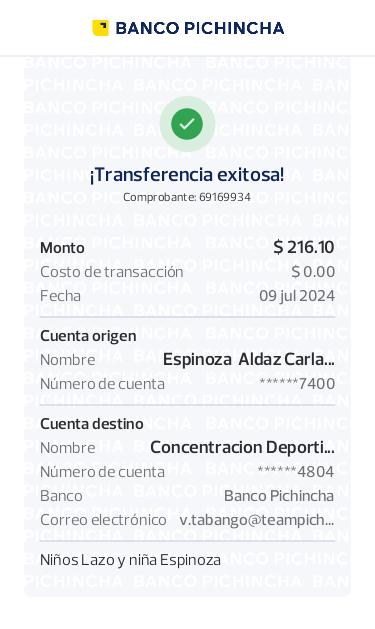 BANCO PICHINCHA
¡Transferencia exitosa!
Comprobante: 69169934
Monto $ 216.10
Costo de transacción $ 0.00
Fecha 09 jul 2024
Cuenta origen
Nombre Espinoza Aldaz Carla...
Número de cuenta ******7400
Cuenta destino
Nombre Concentracion Deporti...
Número de cuenta ******4804
Banco Banco Pichincha
Correo electrónico v.tabango@teampich...
Niños Lazo y niña Espinoza